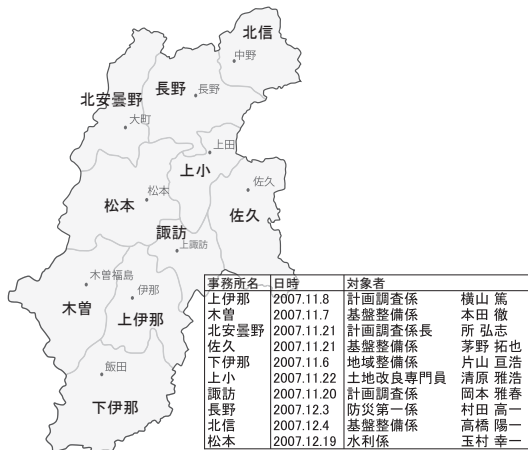 北信
中野
長野
長野
北安曇野
大町
上田
上小
佐久
松本
松本
佐久
諏訪
上諏訪
木曽福島
伊那
木曽
上伊那
飯田
下伊那
事務所名 日時 対象者
上伊那 2007.11.8 計画調査係 横山 篤
木曽 2007.11.7 基盤整備係 本田 徹
北安曇野 2007.11.21 計画調査係長 所 弘志
佐久 2007.11.21 基盤整備係 茅野 拓也
下伊那 2007.11.6 地域整備係 片山 亘浩
上小 2007.11.22 土地改良専門員 清原 雅浩
諏訪 2007.11.20 計画調査係 岡本 雅春
長野 2007.12.3 防災第一係 村田 高一
北信 2007.12.4 基盤整備係 高橋 陽一
松本 2007.12.19 水利係 玉村 幸一